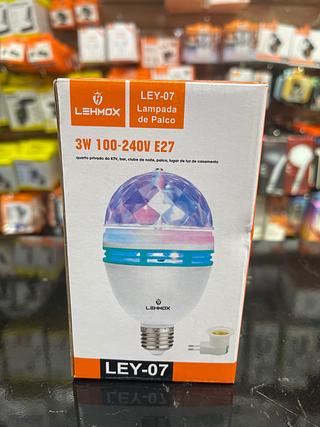 LEHMOX
LEY-07
Lampada
de Palco
3W 100-240V E27
quarto privado do KTV, bar, clube de noite, palco, lugar de luz de casamento
LEHMOX
LEY-07